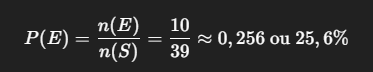 P(E) = n(E)/n(S) = 10/39 ≈ 0,256 ou 25,6%